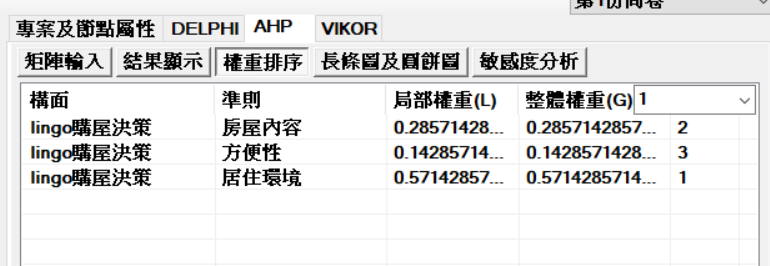 第1份問卷
專案及節點屬性 DELPHI AHP VIKOR
矩陣輸入 結果顯示 權重排序 長條圖及圓餅圖 敏感度分析
構面 準則 局部權重(L) 整體權重(G) 1
lingo購屋決策 房屋內容 0.28571428... 0.2857142857... 2
lingo購屋決策 方便性 0.14285714... 0.1428571428... 3
lingo購屋決策 居住環境 0.57142857... 0.5714285714... 1